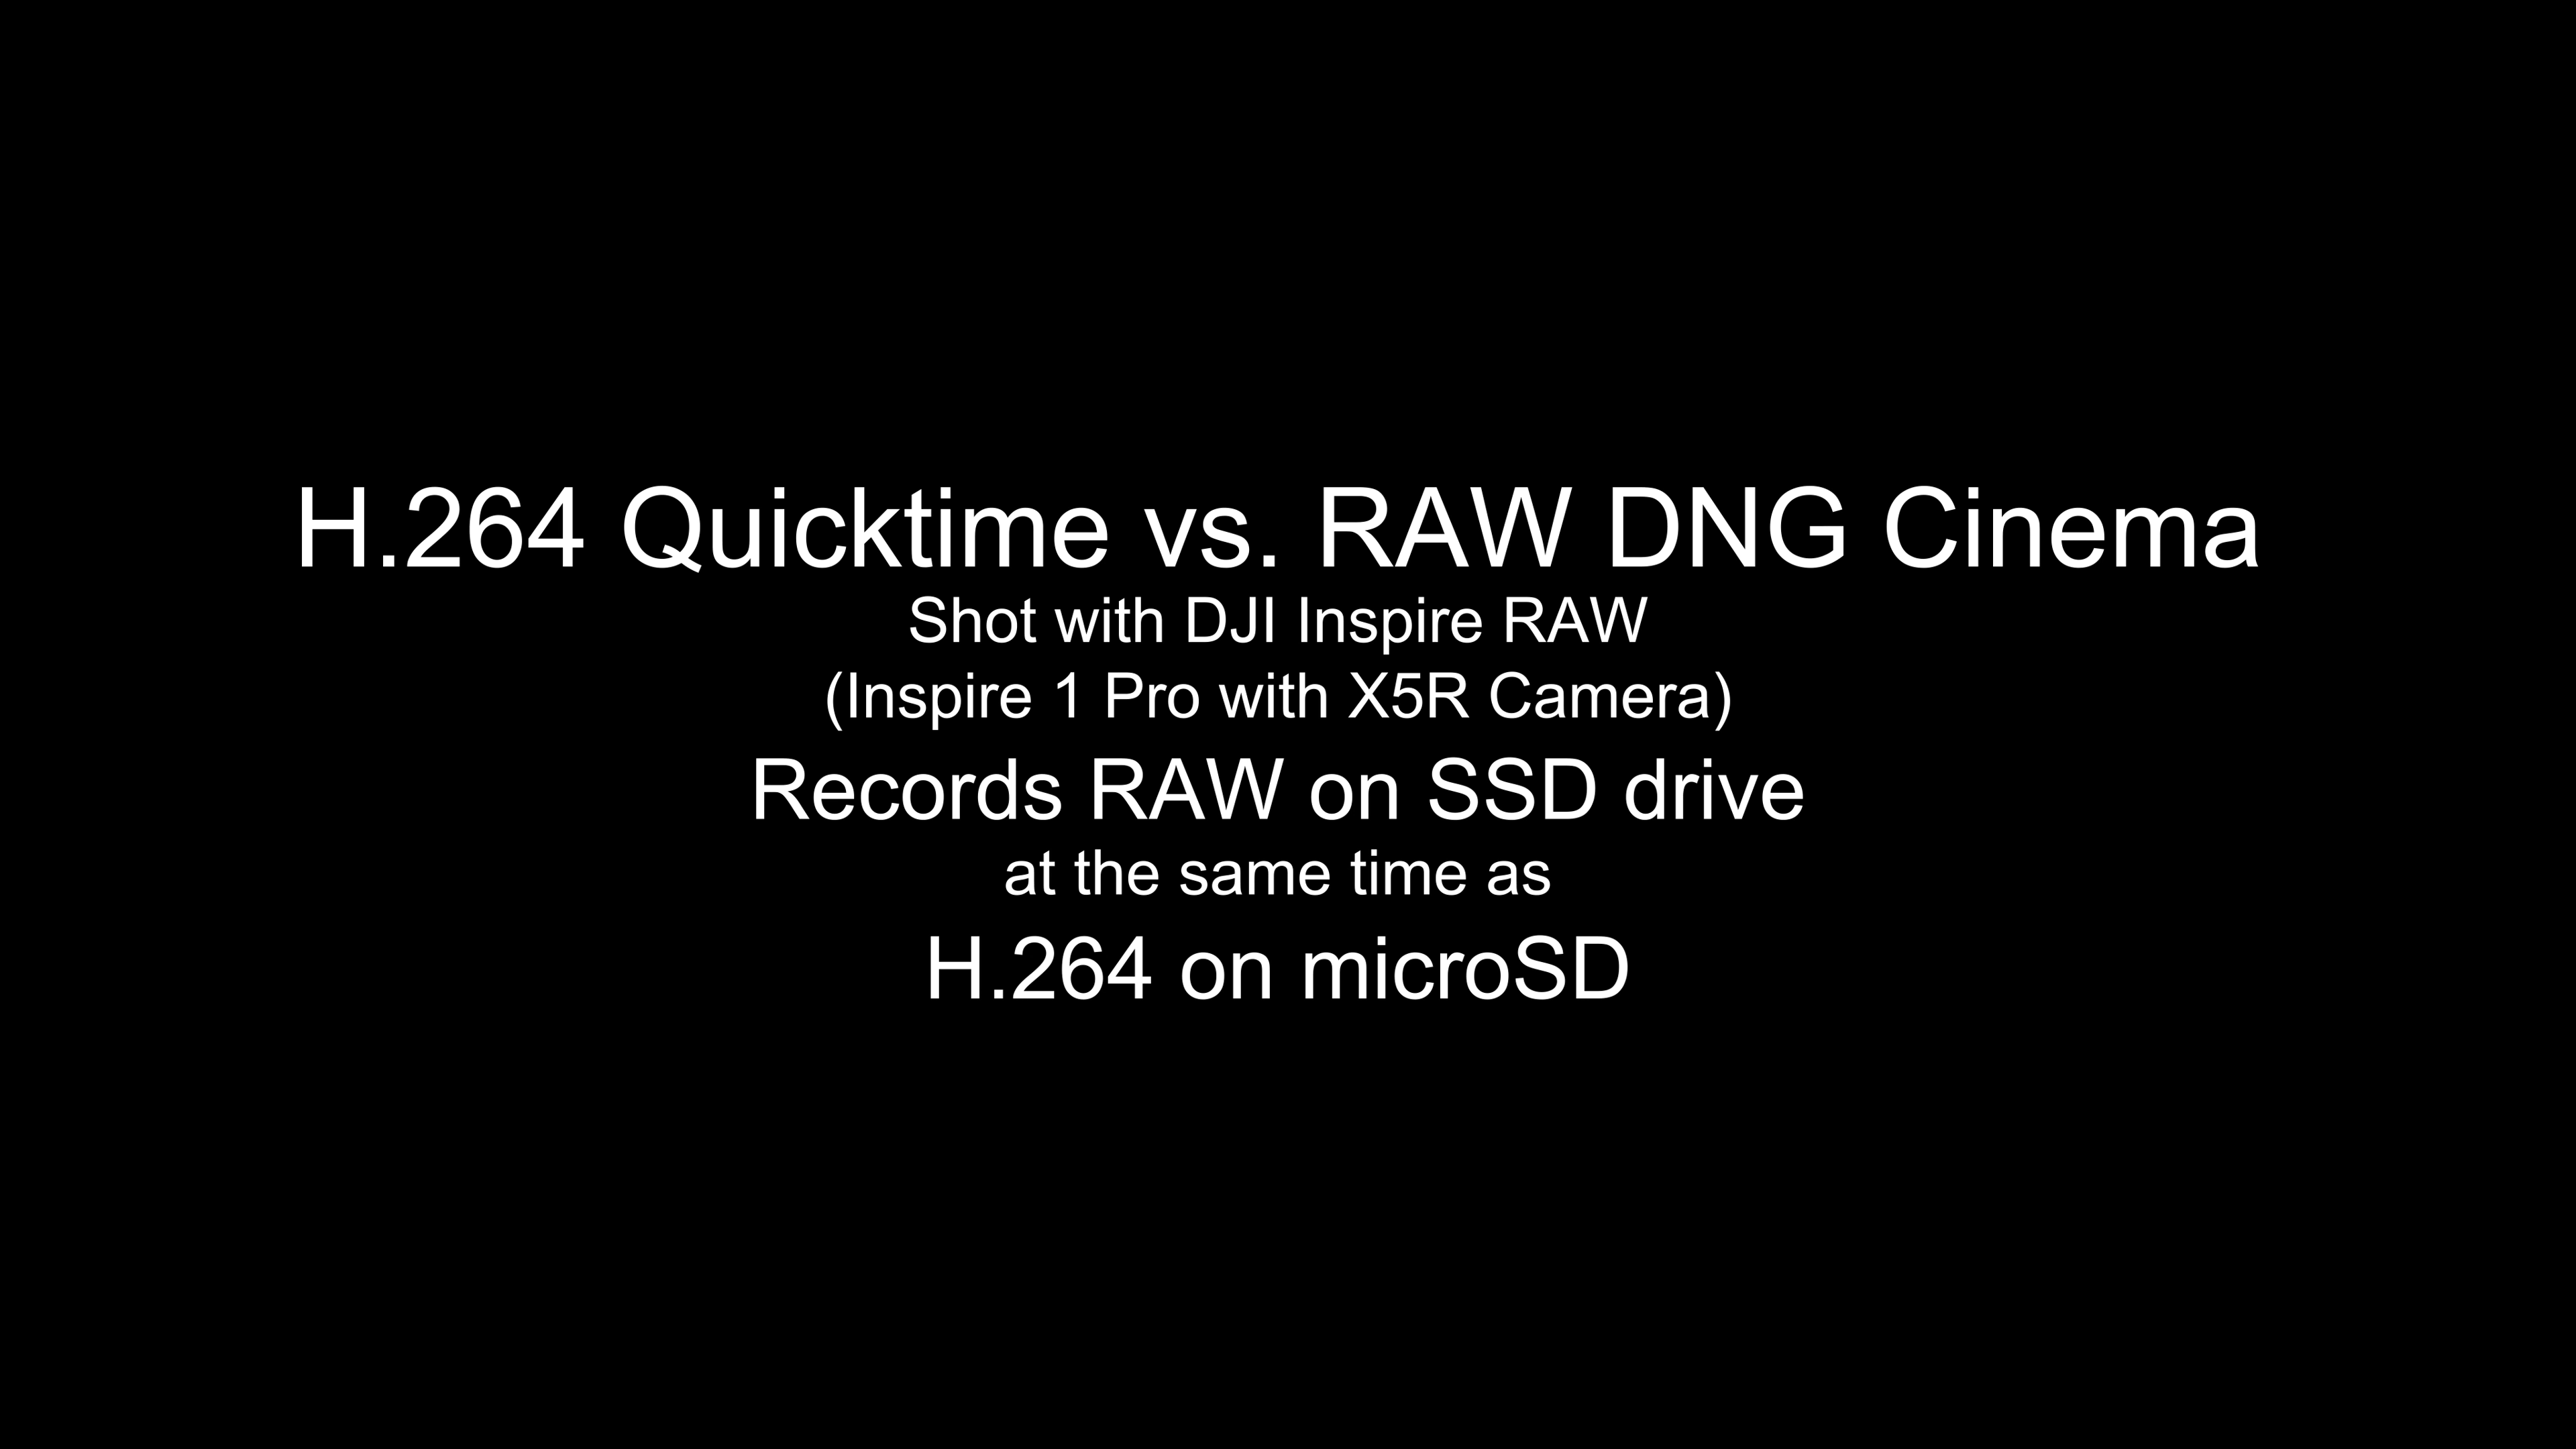 H.264 Quicktime vs. RAW DNG Cinema
Shot with DJI Inspire RAW
(Inspire 1 Pro with X5R Camera)
Records RAW on SSD drive
at the same time as
H.264 on microSD